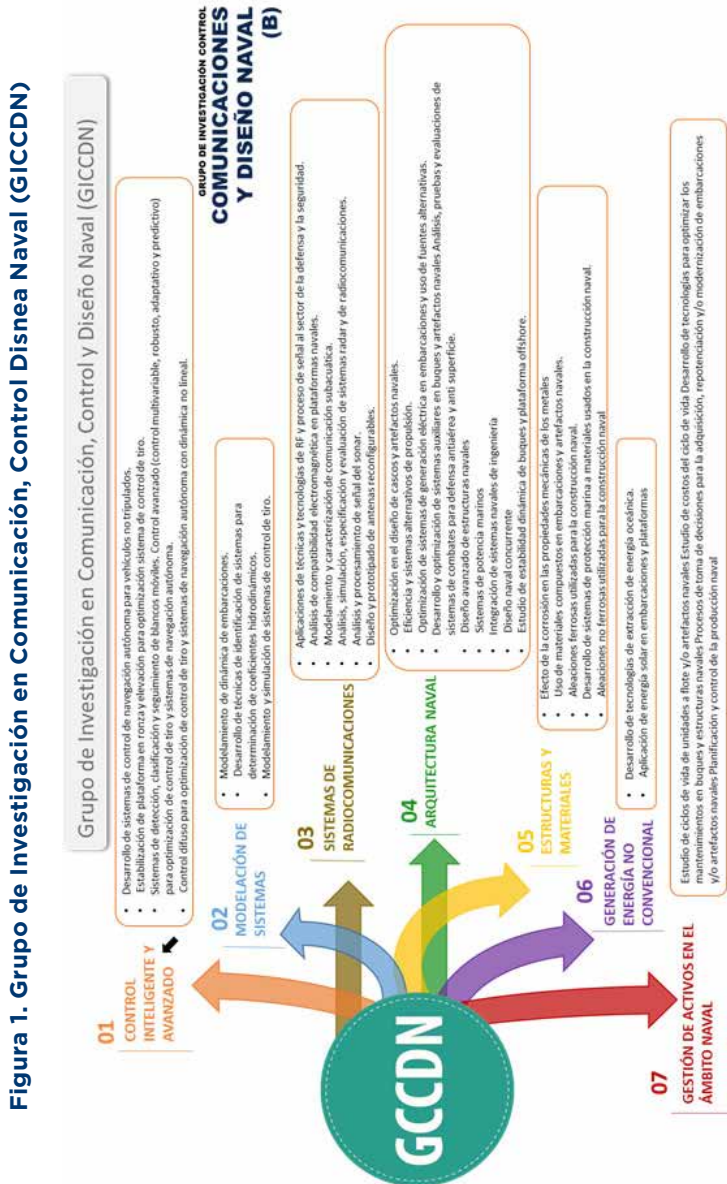 Figura 1. Grupo de Investigación en Comunicación, Control Disnea Naval (GICCDN)
Grupo de Investigación en Comunicación, Control y Diseño Naval (GICCDN)
GRUPO DE INVESTIGACIÓN CONTROL
COMUNICACIONES
Y DISEÑO NAVAL
(B)
GCCDN
01
CONTROL
INTELIGENTE Y
AVANZADO
• Desarrollo de sistemas de control de navegación autónoma para vehículos no tripulados.
• Estabilización de plataforma en ronza y elevación para optimización sistema de control de tiro.
• Sistemas de detección, clasificación y seguimiento de blancos móviles. Control avanzado (control multivariable, robusto, adaptativo y predictivo)
para optimización de control de tiro y sistemas de navegación autónoma.
• Control difuso para optimización de control de tiro y sistemas de navegación autónoma con dinámica no lineal.
02
MODELACIÓN DE
SISTEMAS
• Modelamiento de dinámica de embarcaciones.
• Desarrollo de técnicas de identificación de sistemas para
determinación de coeficientes hidrodinámicos.
• Modelamiento y simulación de sistemas de control de tiro.
03
SISTEMAS DE
RADIOCOMUNICACIONES
• Aplicaciones de técnicas y tecnologías de RF y proceso de señal al sector de la defensa y la seguridad.
• Análisis de compatibilidad electromagnética en plataformas navales.
• Modelamiento y caracterización de comunicación subacuática.
• Análisis, simulación, especificación y evaluación de sistemas radar y de radiocomunicaciones.
• Análisis y procesamiento de señal del sonar.
• Diseño y prototipado de antenas reconfigurables.
04
ARQUITECTURA NAVAL
• Optimización en el diseño de cascos y artefactos navales.
• Eficiencia y sistemas alternativos de propulsión.
• Optimización de sistemas de generación eléctrica en embarcaciones y uso de fuentes alternativas.
• Desarrollo y optimización de sistemas auxiliares en buques y artefactos navales Análisis, pruebas y evaluaciones de
sistemas de combates para defensa antiaérea y anti superficie.
• Diseño avanzado de estructuras navales
• Sistemas de potencia marinos
• Integración de sistemas navales de ingeniería
• Diseño naval concurrente
• Estudio de estabilidad dinámica de buques y plataforma offshore.
05
ESTRUCTURAS Y
MATERIALES
• Efecto de la corrosión en las propiedades mecánicas de los metales
• Uso de materiales compuestos en embarcaciones y artefactos navales.
• Aleaciones ferrosas utilizadas para la construcción naval.
• Desarrollo de sistemas de protección marina a materiales usados en la construcción naval.
• Aleaciones no ferrosas utilizadas para la construcción naval
06
GENERACIÓN DE
ENERGÍA NO
CONVENCIONAL
• Desarrollo de tecnologías de extracción de energía oceánica.
• Aplicación de energía solar en embarcaciones y plataformas
07
GESTIÓN DE ACTIVOS EN EL
ÁMBITO NAVAL
Estudio de ciclos de vida de unidades a flote y/o artefactos navales Estudio de costos del ciclo de vida Desarrollo de tecnologías para optimizar los
mantenimientos en buques y estructuras navales Procesos de toma de decisiones para la adquisición, repotenciación y/o modernización de embarcaciones
y/o artefactos navales Planificación y control de la producción naval